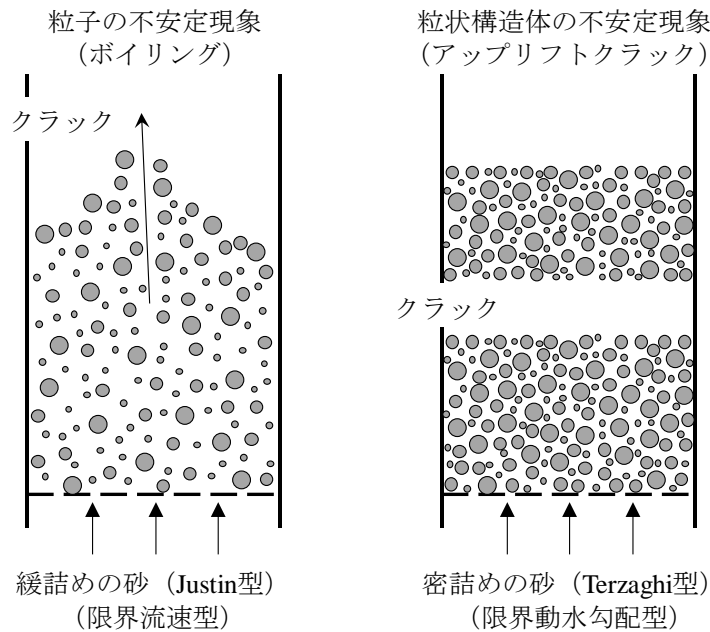 粒子の不安定現象
（ボイリング）
クラック
緩詰めの砂（Justin型）
（限界流速型）
粒状構造体の不安定現象
（アップリフトクラック）
クラック
密詰めの砂（Terzaghi型）
（限界動水勾配型）